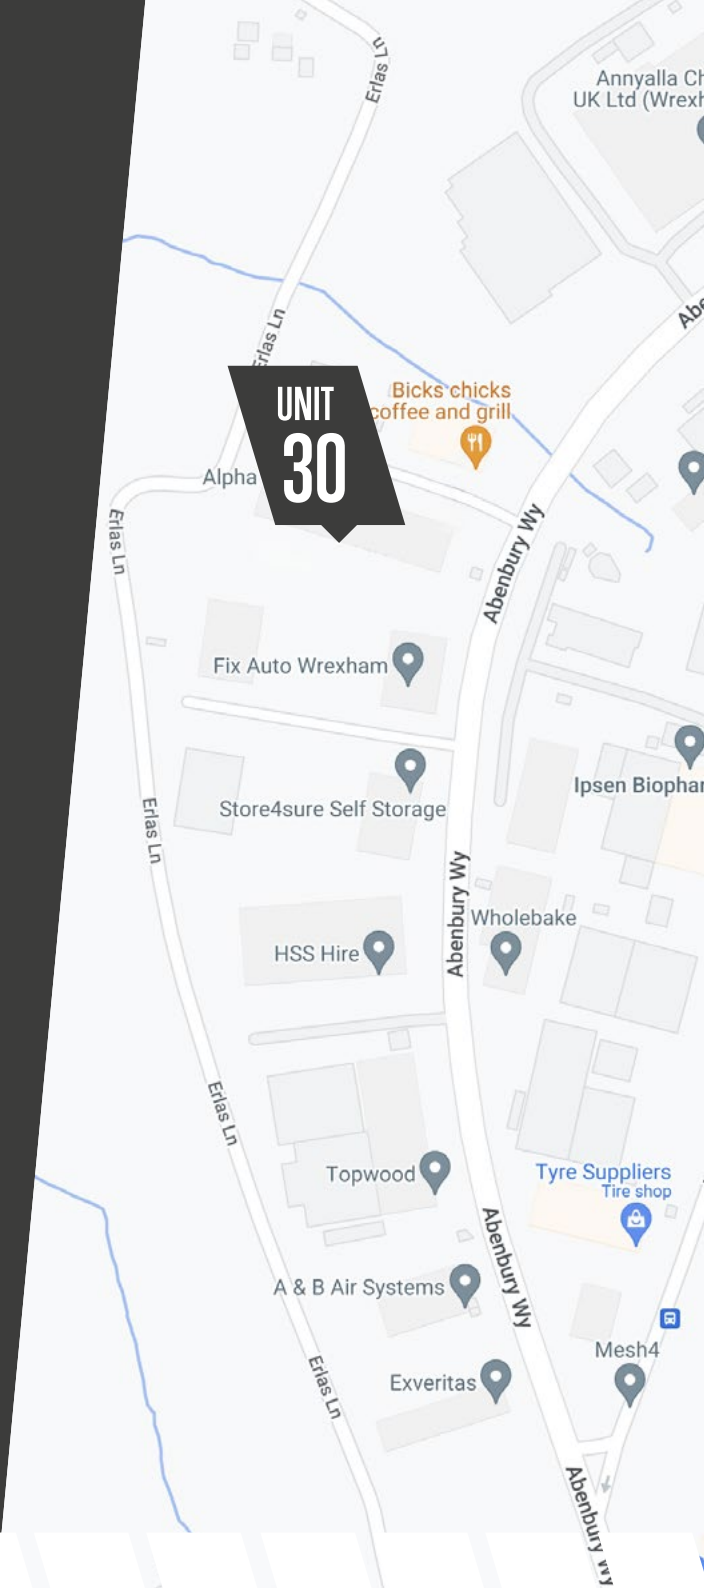 Erlas Ln
Annyalla Ch
UK Ltd (Wrexh
Erlas Ln
Abe
UNIT
30
Bicks chicks
coffee and grill
Alpha
Erlas Ln
Abenbury Wy
Fix Auto Wrexham
Ipsen Biophar
Store4sure Self Storage
Erlas Ln
Abenbury Wy
Wholebake
HSS Hire
Erlas Ln
Topwood
Tyre Suppliers
Tire shop
Abenbury Wy
A & B Air Systems
Mesh4
Exveritas
Erlas Ln
Abenbury Wy